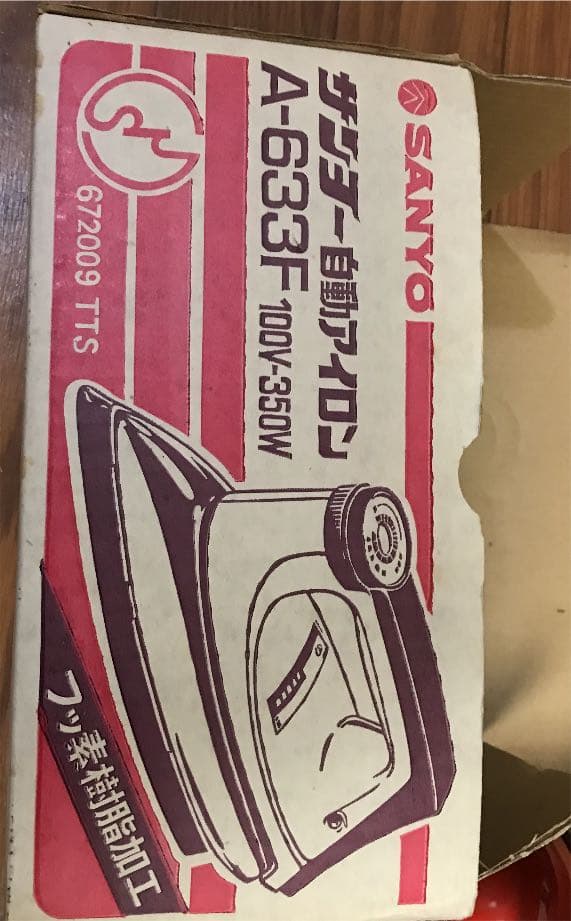 SANYO
サンヨー自動アイロン
A-633F 100V-350W
672009 TTS
フッ素樹脂加工